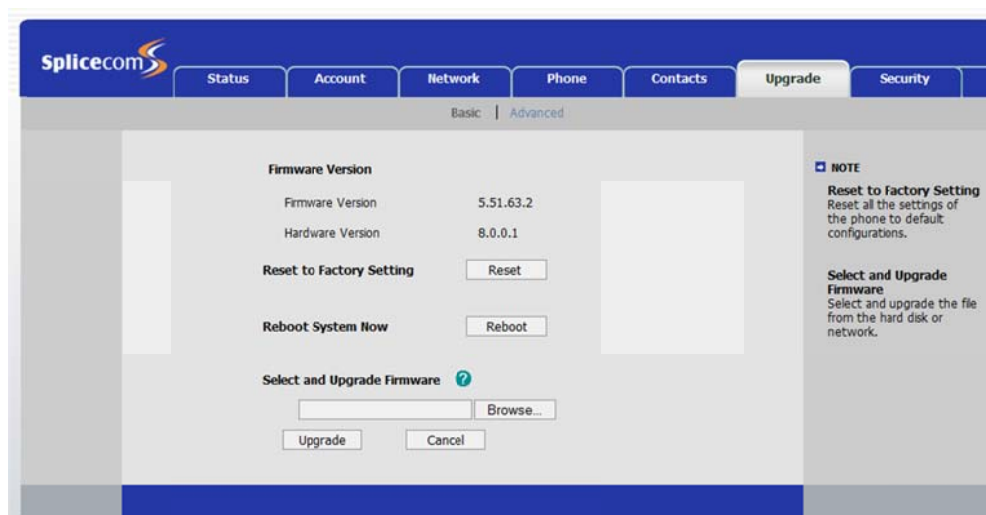 Splicecom
Status Account Network Phone Contacts Upgrade Security
Basic | Advanced
Firmware Version
Firmware Version 5.51.63.2
Hardware Version 8.0.0.1
Reset to Factory Setting Reset
Reboot System Now Reboot
Select and Upgrade Firmware ?
Browse...
Upgrade Cancel
NOTE
Reset to Factory Setting
Reset all the settings of
the phone to default
configurations.
Select and Upgrade
Firmware
Select and upgrade the file
from the hard disk or
network.